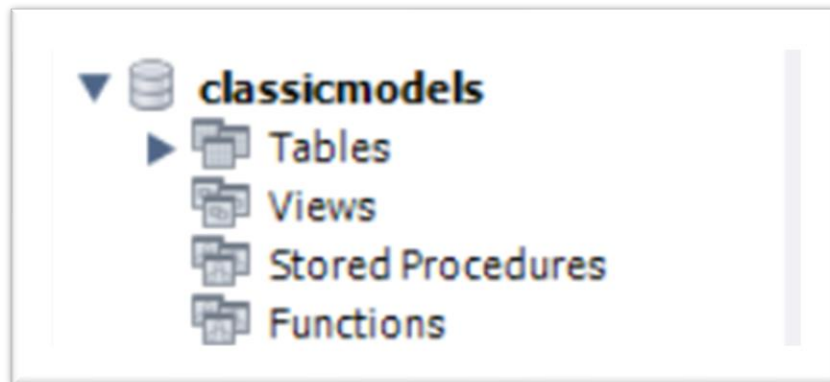 classicmodels
Tables
Views
Stored Procedures
Functions